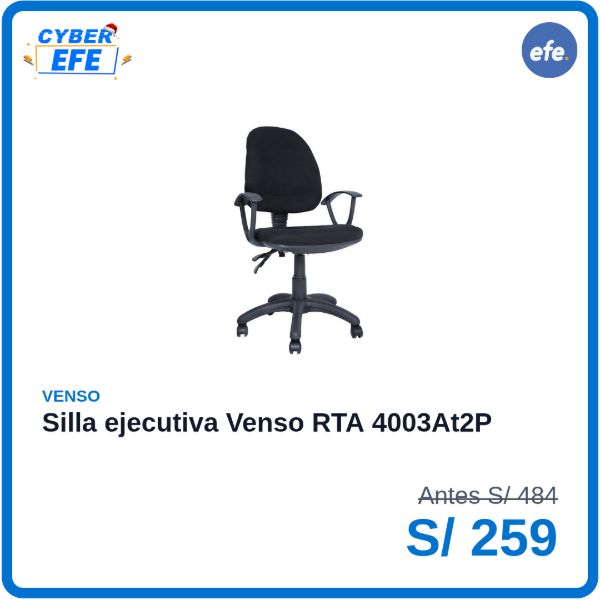 CYBER
EFE
efe.
VENSO
Silla ejecutiva Venso RTA 4003At2P
Antes S/ 484
S/ 259